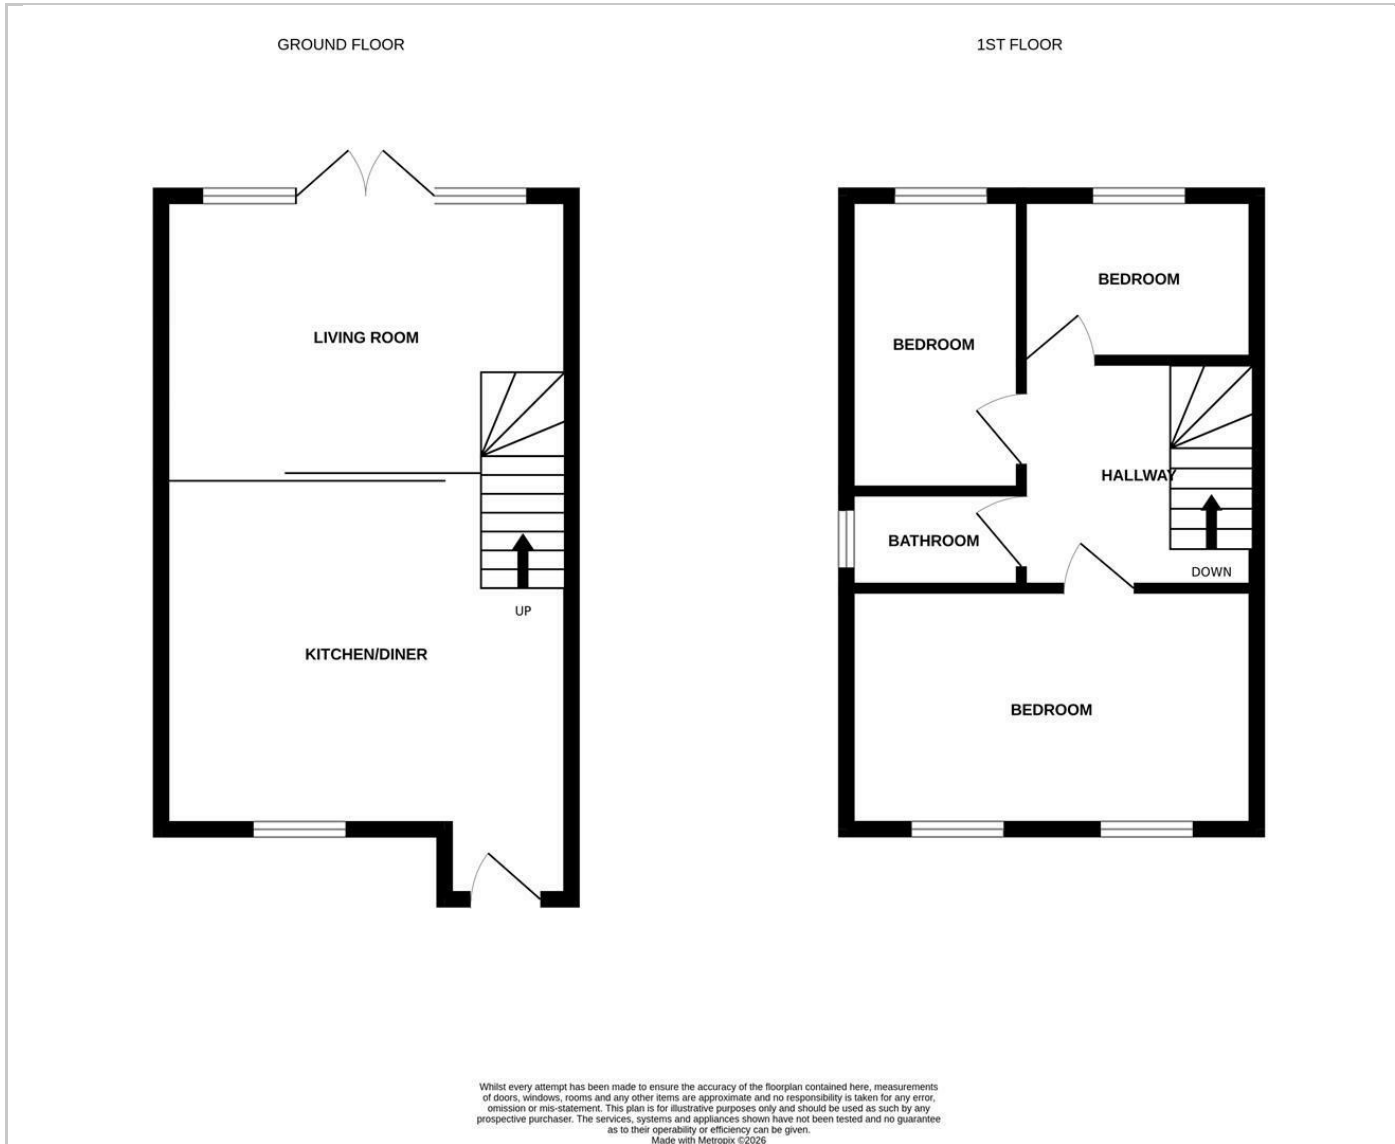 GROUND FLOOR
1ST FLOOR
LIVING ROOM
UP
KITCHEN/DINER
BEDROOM
BEDROOM
HALLWAY
BATHROOM
DOWN
BEDROOM
Whilst every attempt has been made to ensure the accuracy of the floorplan contained here, measurements
of doors, windows, rooms and any other items are approximate and no responsibility is taken for any error,
omission or mis-statement. This plan is for illustrative purposes only and should be used as such by any
prospective purchaser. The services, systems and appliances shown have not been tested and no guarantee
as to their operability or efficiency can be given.
Made with Metropix ©2026